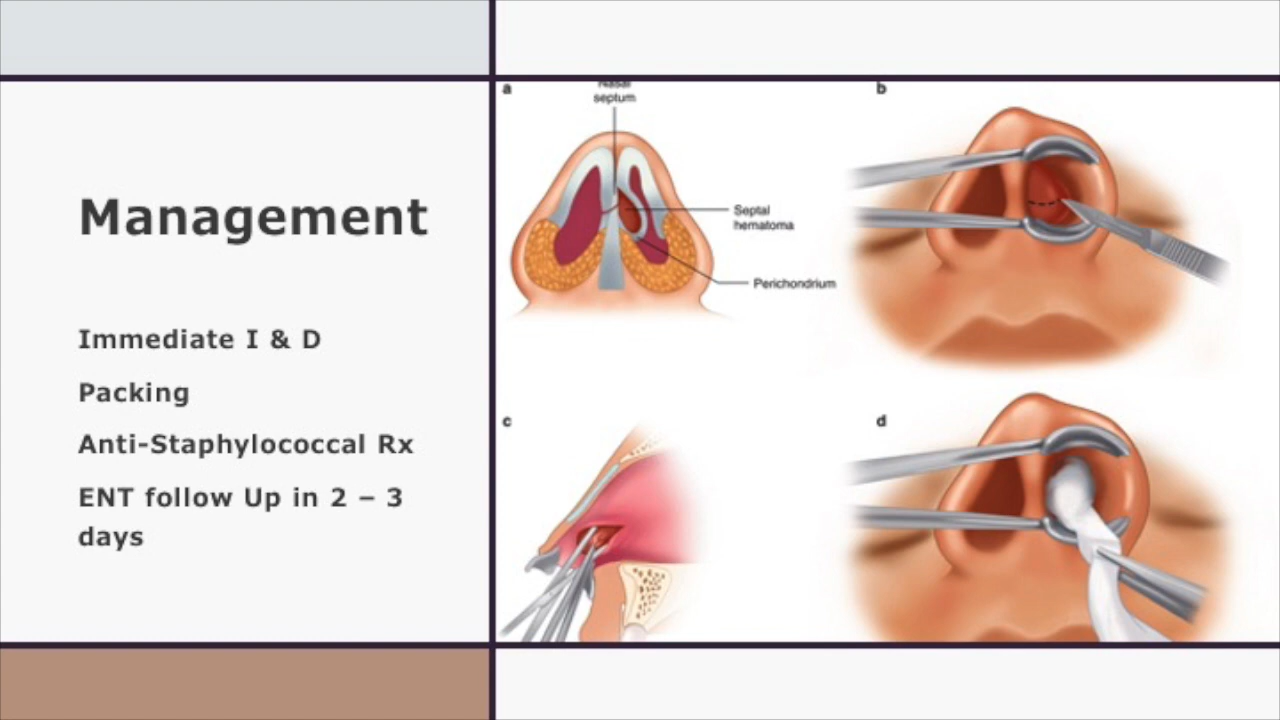 Management
Immediate I & D
Packing
Anti-Staphylococcal Rx
ENT follow Up in 2 – 3
days
a
Nasal
septum
Septal
hematoma
Perichondrium
b
c
d